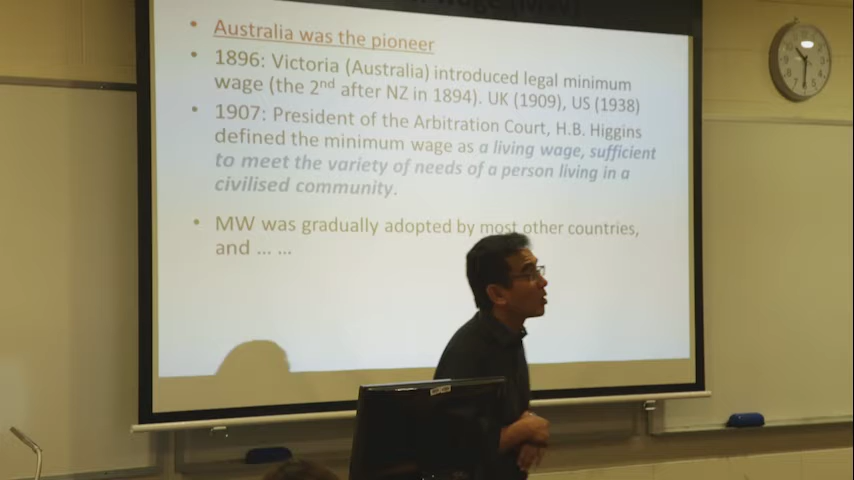 wage (MW)
• Australia was the pioneer
• 1896: Victoria (Australia) introduced legal minimum
wage (the 2nd after NZ in 1894). UK (1909), US (1938)
• 1907: President of the Arbitration Court, H.B. Higgins
defined the minimum wage as a living wage, sufficient
to meet the variety of needs of a person living in a
civilised community.
• MW was gradually adopted by most other countries,
and ... ...